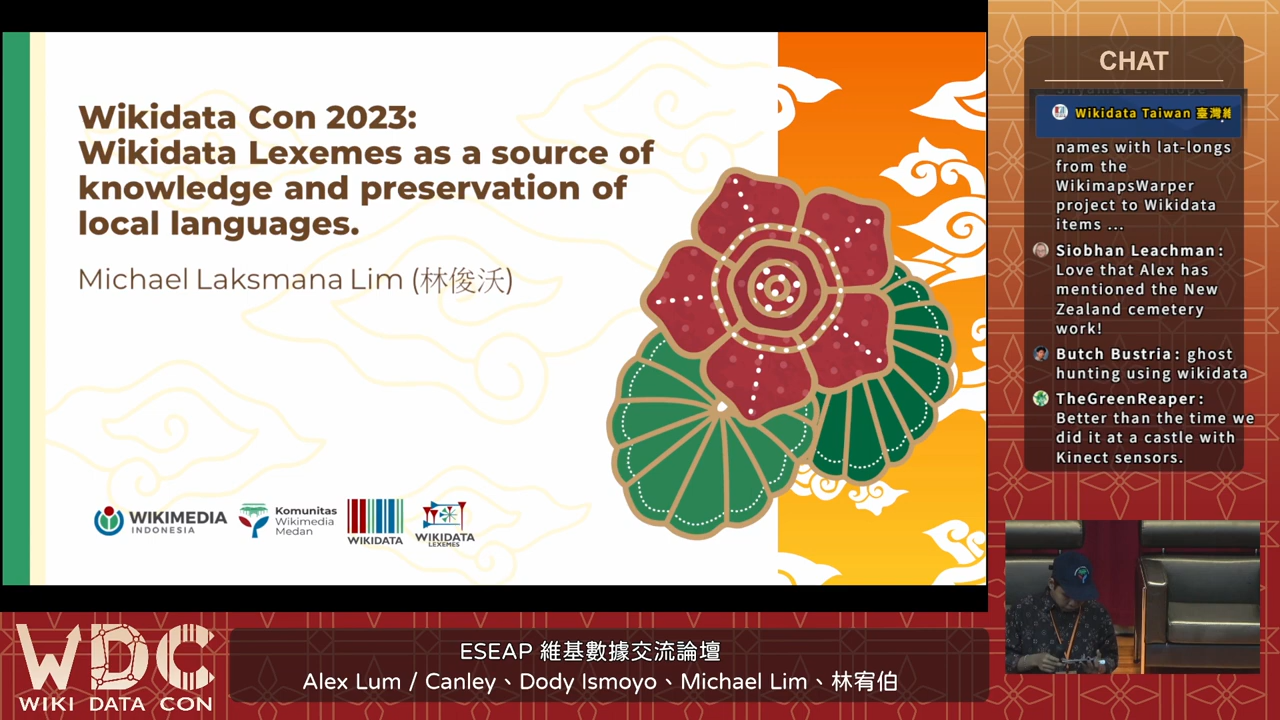 Wikidata Con 2023:
Wikidata Lexemes as a source of
knowledge and preservation of
local languages.
Michael Laksmana Lim (林俊沃)
WIKIMEDIA
INDONESIA
Komunitas
Wikimedia
Medan
WIKIDATA
WIKIDATA
LEXEMES
CHAT
Wikidata Taiwan 臺灣維
names with lat-longs
from the
WikimapsWarper
project to Wikidata
items ...
Siobhan Leachman:
Love that Alex has
mentioned the New
Zealand cemetery
work!
Butch Bustria: ghost
hunting using wikidata
TheGreenReaper:
Better than the time we
did it at a castle with
Kinect sensors.
WDC
WIKI DATA CON
ESEAP 維基數據交流論壇
Alex Lum / Canley、Dody Ismoyo、Michael Lim、林宥伯